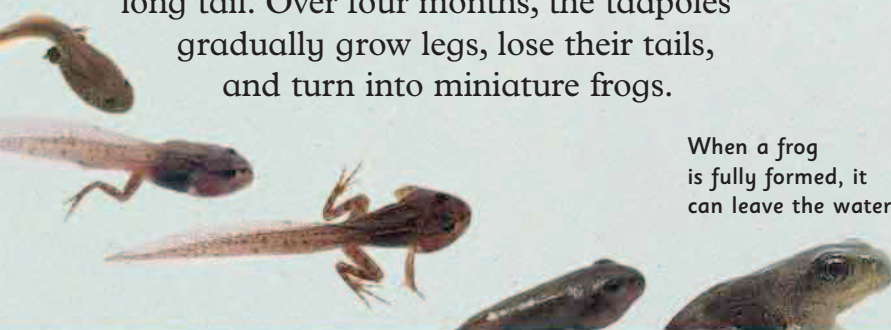 long tail. Over four months, the tadpoles
gradually grow legs, lose their tails,
and turn into miniature frogs.
When a frog
is fully formed, it
can leave the water